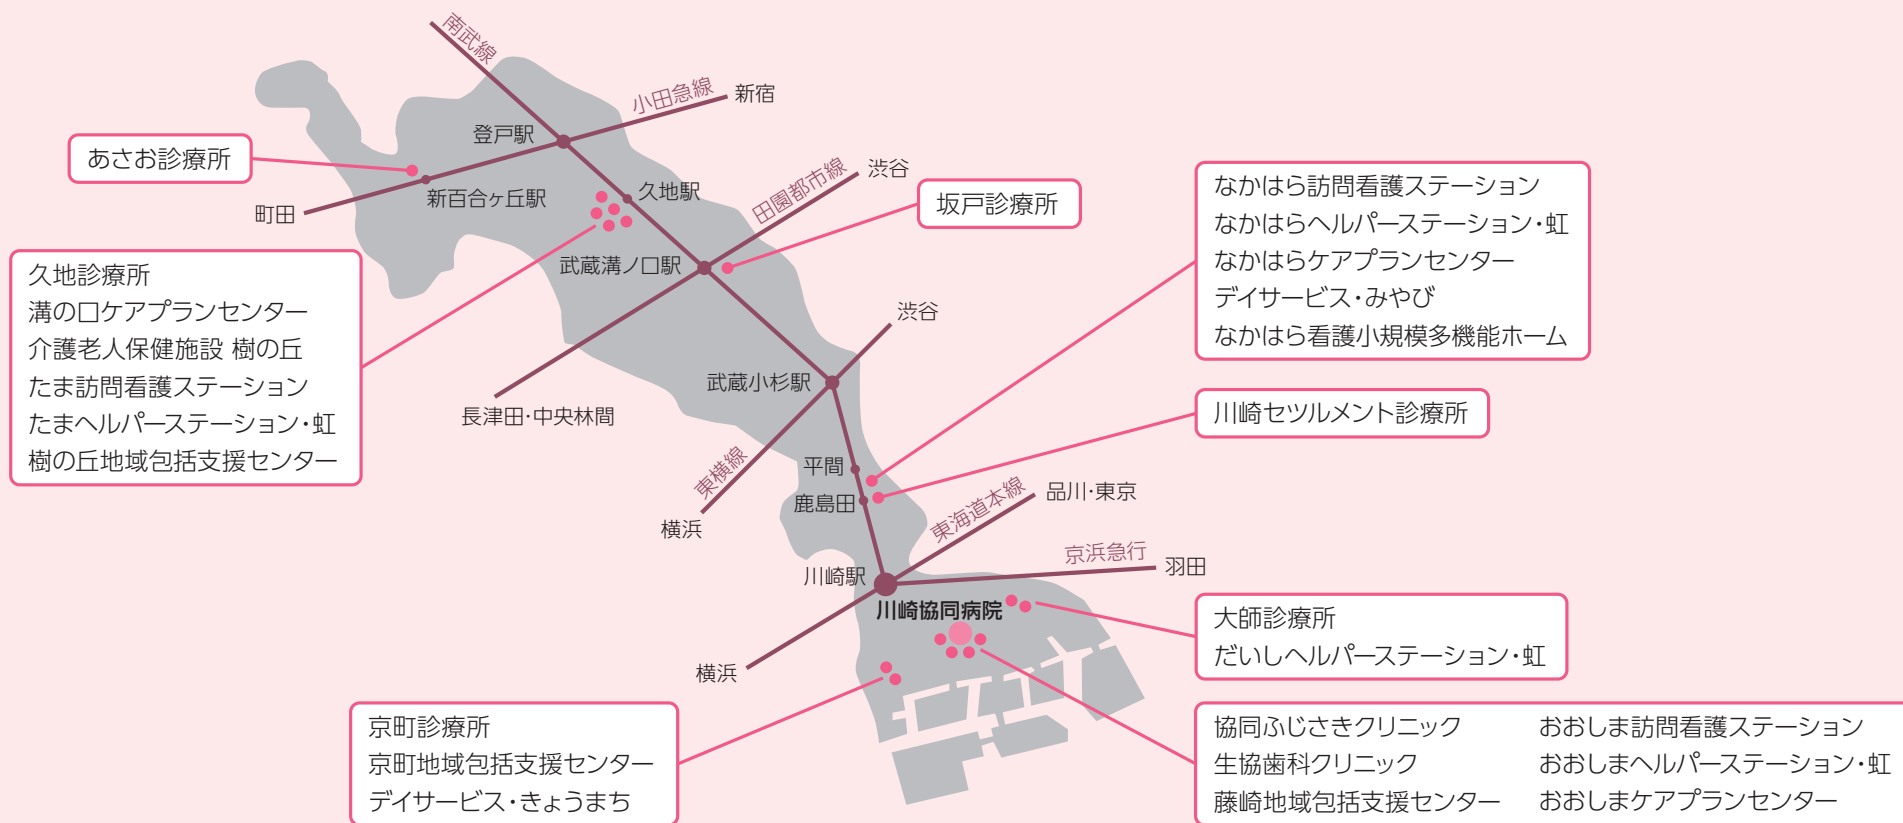 南武線
小田急線
新宿
登戸駅
あさお診療所
新百合ヶ丘駅
町田
久地駅
田園都市線
渋谷
坂戸診療所
武蔵溝ノ口駅
久地診療所
溝の口ケアプランセンター
介護老人保健施設 樹の丘
たま訪問看護ステーション
たまヘルパーステーション・虹
樹の丘地域包括支援センター
なかはら訪問看護ステーション
なかはらヘルパーステーション・虹
なかはらケアプランセンター
デイサービス・みやび
なかはら看護小規模多機能ホーム
渋谷
武蔵小杉駅
長津田・中央林間
川崎セツルメント診療所
東横線
横浜
平間
鹿島田
東海道本線
品川・東京
京浜急行
羽田
川崎駅
川崎協同病院
横浜
大師診療所
だいしヘルパーステーション・虹
京町診療所
京町地域包括支援センター
デイサービス・きょうまち
協同ふじさきクリニック
生協歯科クリニック
藤崎地域包括支援センター
おおしま訪問看護ステーション
おおしまヘルパーステーション・虹
おおしまケアプランセンター